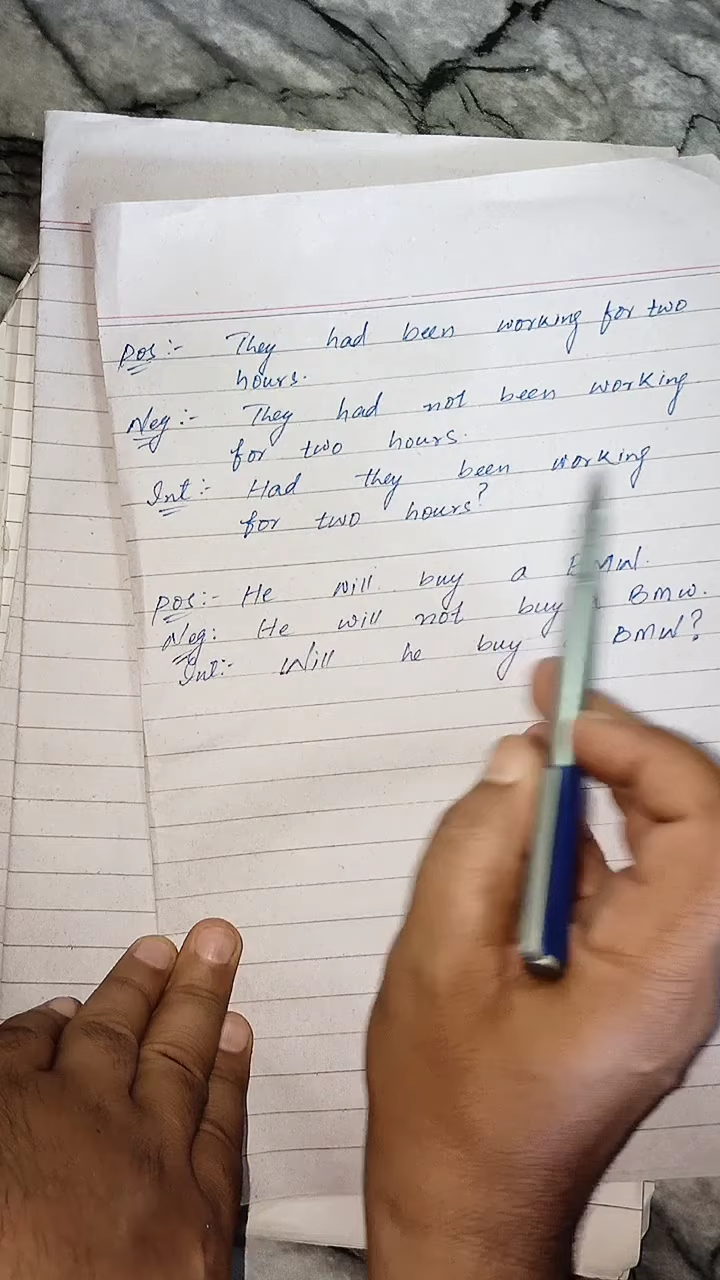 Pos:- They had been working for two
hours.
Neg:- They had not been working
for two hours.
Int:- Had they been working
for two hours?
Pos:- He will buy a BMW.
Neg: He will not buy BMW.
Int:- Will he buy BMW?